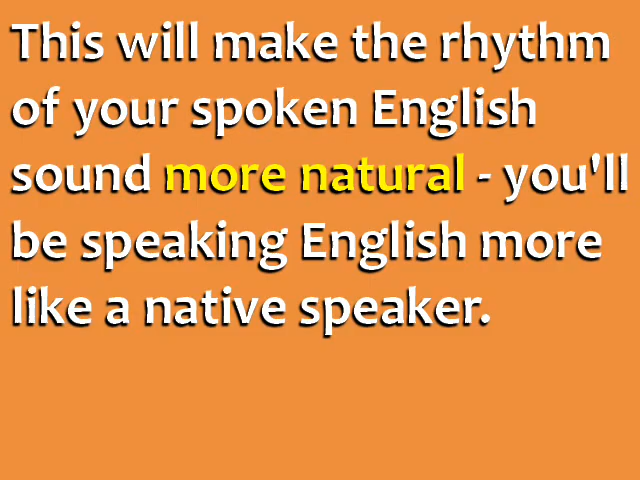 This will make the rhythm
of your spoken English
sound more natural - you'll
be speaking English more
like a native speaker.